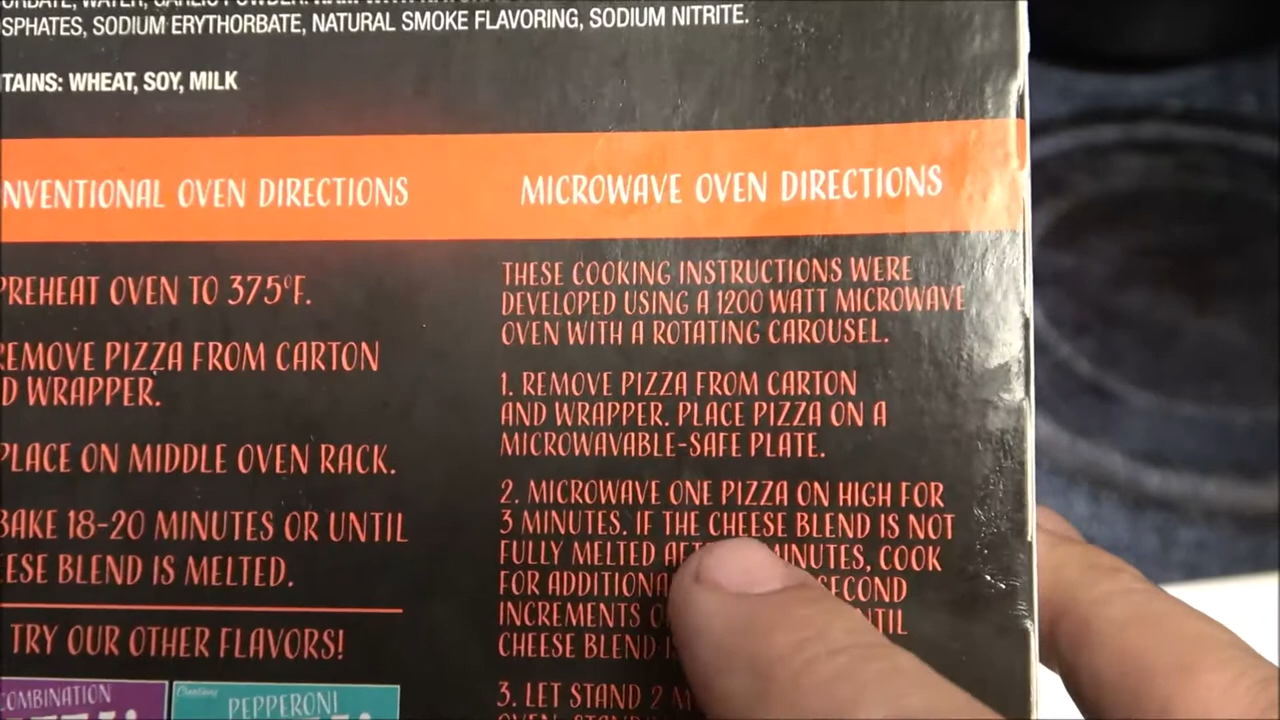 SPHATES, SODIUM ERYTHORBATE, NATURAL SMOKE FLAVORING, SODIUM NITRITE.
TAINS: WHEAT, SOY, MILK
NVENTIONAL OVEN DIRECTIONS
PREHEAT OVEN TO 375°F.
REMOVE PIZZA FROM CARTON
D WRAPPER.
PLACE ON MIDDLE OVEN RACK.
BAKE 18-20 MINUTES OR UNTIL
EESE BLEND IS MELTED.
TRY OUR OTHER FLAVORS!
COMBINATION
Creations
PEPPERONI
MICROWAVE OVEN DIRECTIONS
THESE COOKING INSTRUCTIONS WERE
DEVELOPED USING A 1200 WATT MICROWAVE
OVEN WITH A ROTATING CAROUSEL.
1. REMOVE PIZZA FROM CARTON
AND WRAPPER. PLACE PIZZA ON A
MICROWAVABLE-SAFE PLATE.
2. MICROWAVE ONE PIZZA ON HIGH FOR
3 MINUTES. IF THE CHEESE BLEND IS NOT
FULLY MELTED MINUTES, COOK
FOR ADDITIONA SECOND
INCREMENTS
CHEESE BLEND
3. LET STAND 2